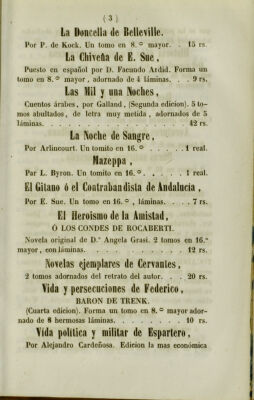 ( 3 )
La Doncella de Belleville.
Por P. de Kock. Un tomo en 8.º mayor. . 15 rs.
La Chiveña de E. Sue,
Puesto en español por D. Facundo Ardid. Forma un
tomo en 8.º mayor, adornado de 4 láminas. . . . 9 rs.
Las Mil y una Noches,
Cuentos árabes, por Galland, (Segunda edicion). 5 to-
mos abultados, de letra muy metida, adornados de 5
láminas. . . . . . . . . . . . . . . . 42 rs.
La Noche de Sangre,
Por Arlincourt. Un tomito en 16.º . . . . . 1 real.
Mazeppa,
Por L. Byron. Un tomito en 16.º . . . . . 1 real.
El Gitano ó el Contrabandista de Andalucia,
Por E. Sue. Un tomo en 16.º, láminas. . . . 7 rs.
El Heroismo de la Amistad,
Ó LOS CONDES DE ROCABERTI.
Novela original de D.ª Angela Grasi. 2 tomos en 16.º
mayor, con láminas. . . . . . . . . . . 12 rs.
Novelas ejemplares de Cervantes,
2 tomos adornados del retrato del autor. . . 20 rs.
Vida y persecuciones de Federico,
BARON DE TRENK.
(Cuarta edicion). Forma un tomo en 8.º mayor ador-
nado de 8 hermosas láminas. . . . . . . 10 rs.
Vida política y militar de Espartero,
Por Alejandro Cardeñosa. Edicion la mas económica